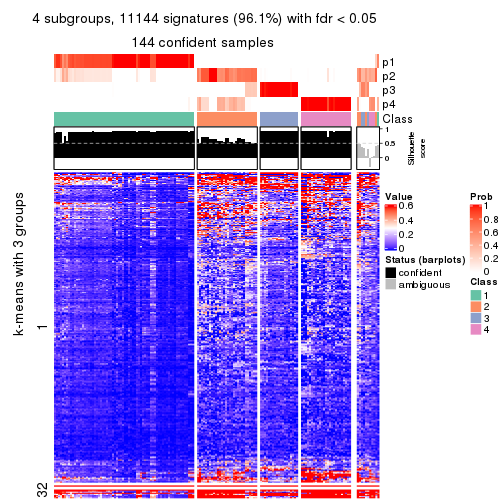 4 subgroups, 11144 signatures (96.1%) with fdr < 0.05
144 confident samples
p1
p2
p3
p4
Class
1
0.5
0
Silhouette
score
k-means with 3 groups
1
32
Value
0.6
0.4
0.2
0
Status (barplots)
confident
ambiguous
Prob
1
0.8
0.6
0.4
0.2
0
Class
1
2
3
4